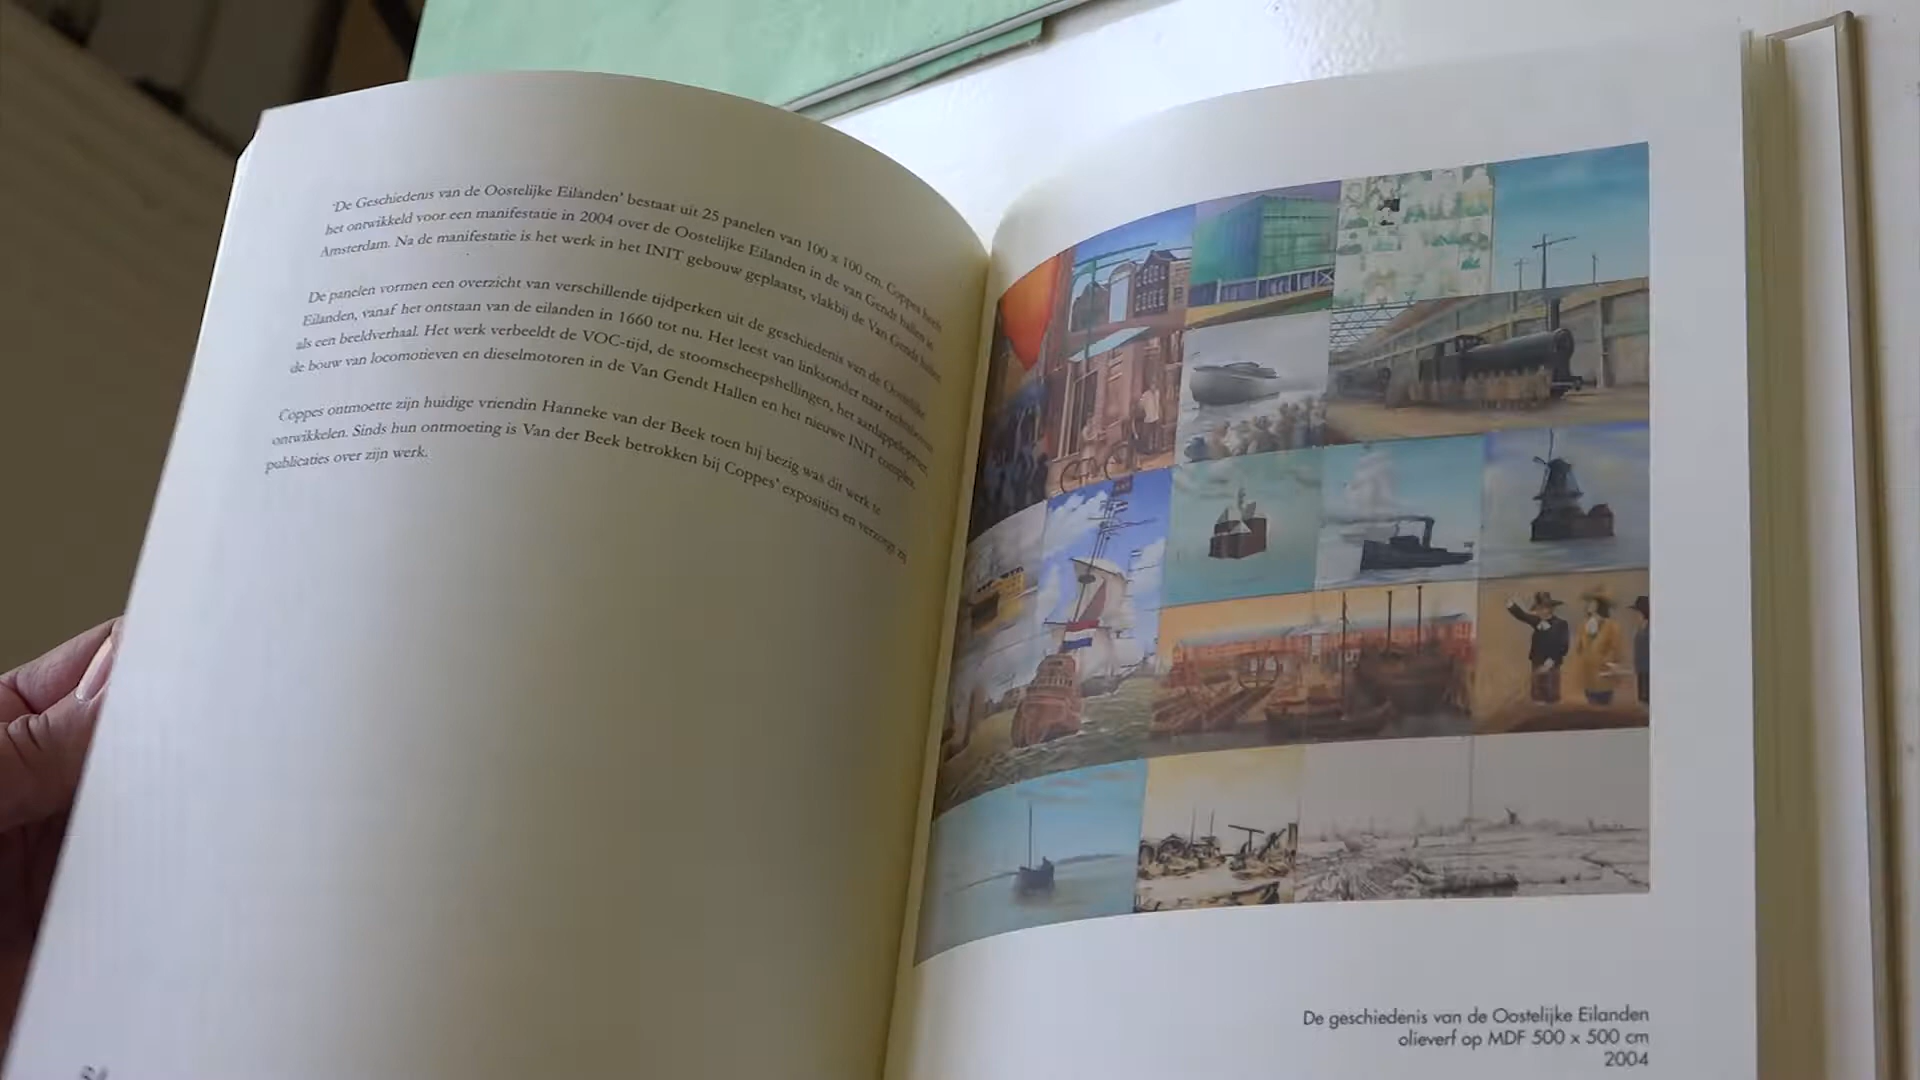 'De Geschiedenis van de Oostelijke Eilanden' bestaat uit 25 panelen van 100 x 100 cm. Coppes heeft
het ontwikkeld voor een manifestatie in 2004 over de Oostelijke Eilanden in de van Gendt hallen in
Amsterdam. Na de manifestatie is het werk in het INIT gebouw geplaatst, vlakbij de Van Gendt hallen.
De panelen vormen een overzicht van verschillende tijdperken uit de geschiedenis van de Oostelijke
Eilanden, vanaf het ontstaan van de eilanden in 1660 tot nu. Het leest van linksonder naar rechtsboven
als een beeldverhaal. Het werk verbeeldt de VOC-tijd, de stoomscheepshellingen, het aardappeloproer,
de bouw van locomotieven en dieselmotoren in de Van Gendt Hallen en het nieuwe INIT complex.
Coppes ontmoette zijn huidige vriendin Hanneke van der Beek toen hij bezig was dit werk te
ontwikkelen. Sinds hun ontmoeting is Van der Beek betrokken bij Coppes' exposities en verzorgt zij
publicaties over zijn werk.
De geschiedenis van de Oostelijke Eilanden
olieverf op MDF 500 x 500 cm
2004